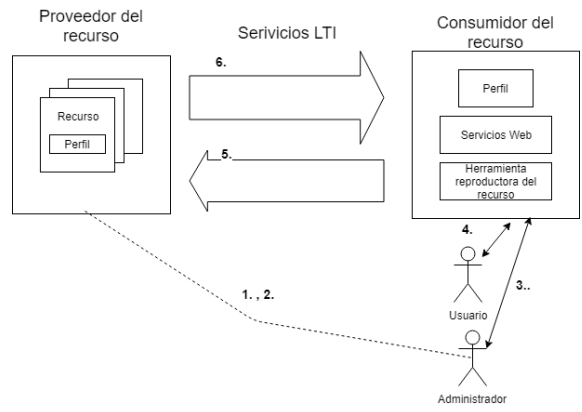 Proveedor del
recurso
Serivicios LTI
Consumidor del
recurso
6.
Recurso
Perfil
5.
Perfil
Servicios Web
Herramienta
reproductora del
recurso
4.
Usuario
3..
1. , 2.
Administrador